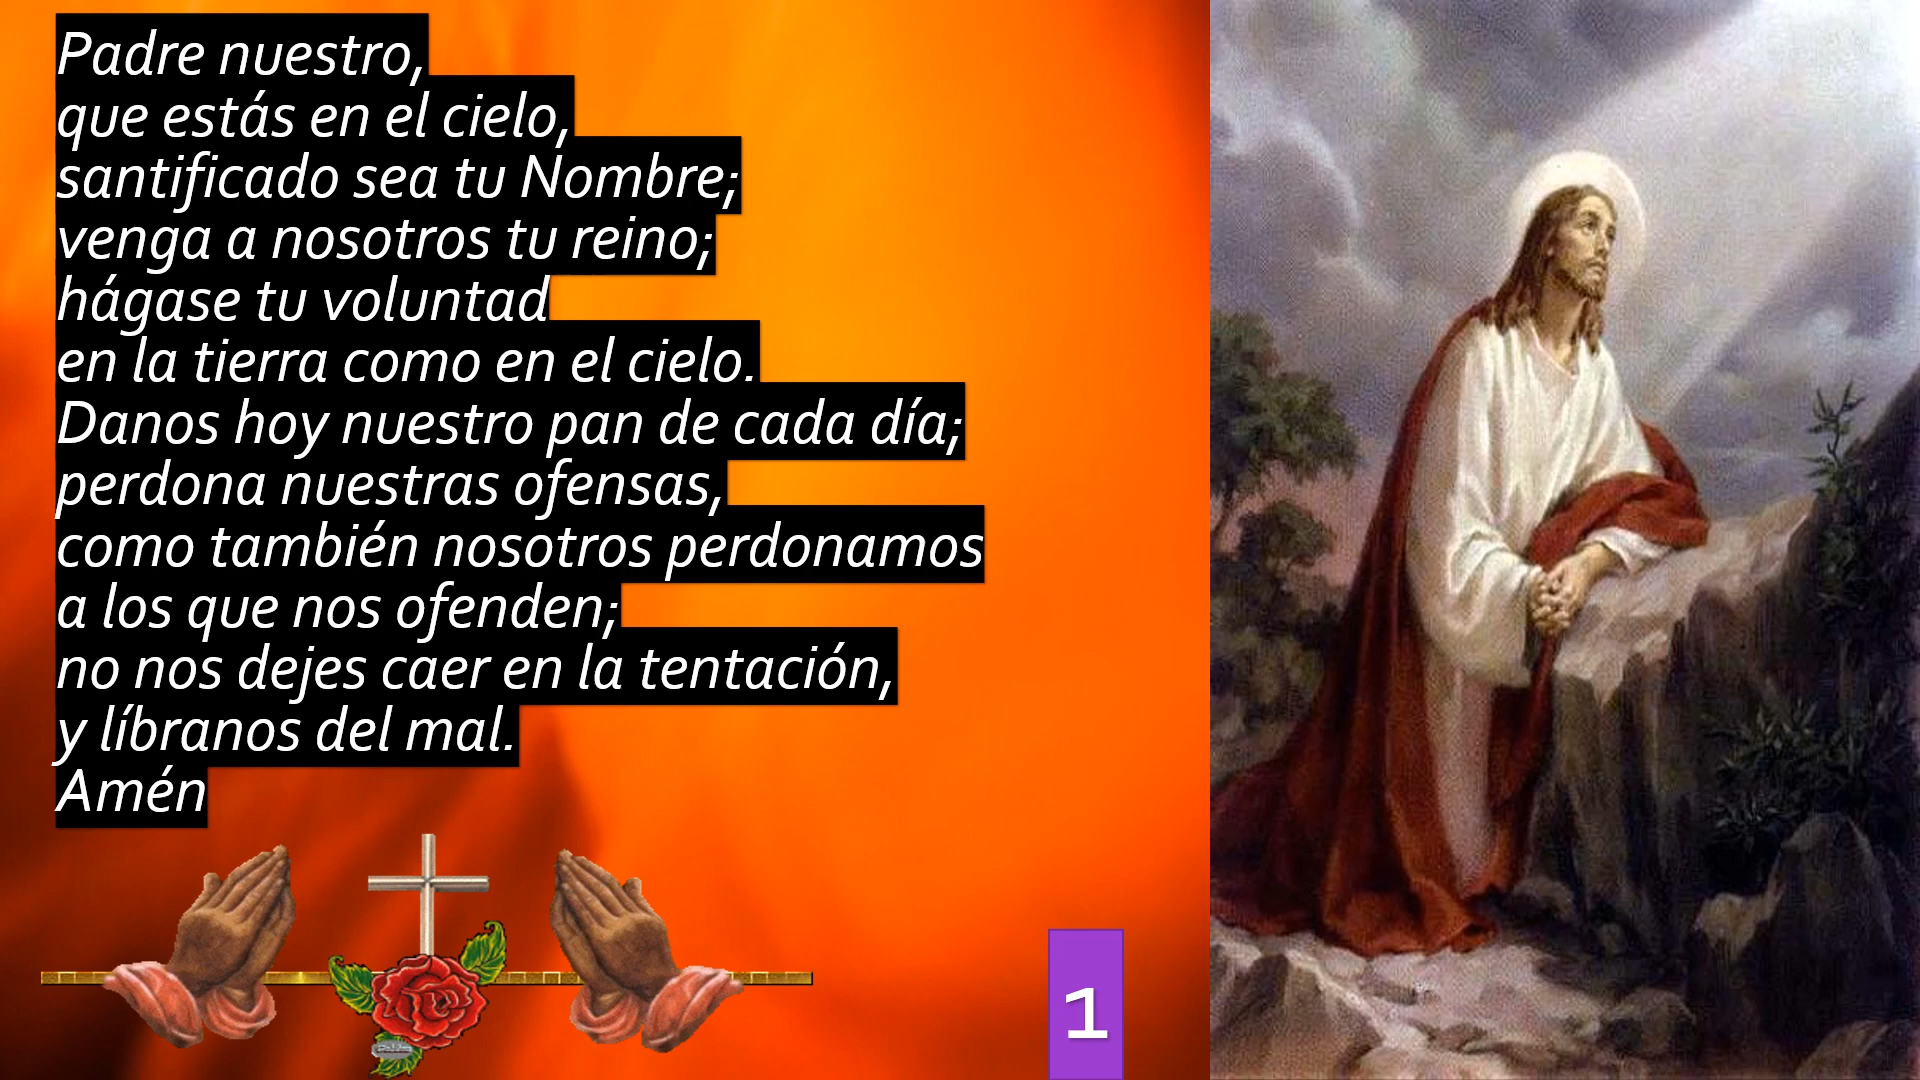 Padre nuestro,
que estás en el cielo,
santificado sea tu Nombre;
venga a nosotros tu reino;
hágase tu voluntad
en la tierra como en el cielo.
Danos hoy nuestro pan de cada día;
perdona nuestras ofensas,
como también nosotros perdonamos
a los que nos ofenden;
no nos dejes caer en la tentación,
y líbranos del mal.
Amén
1